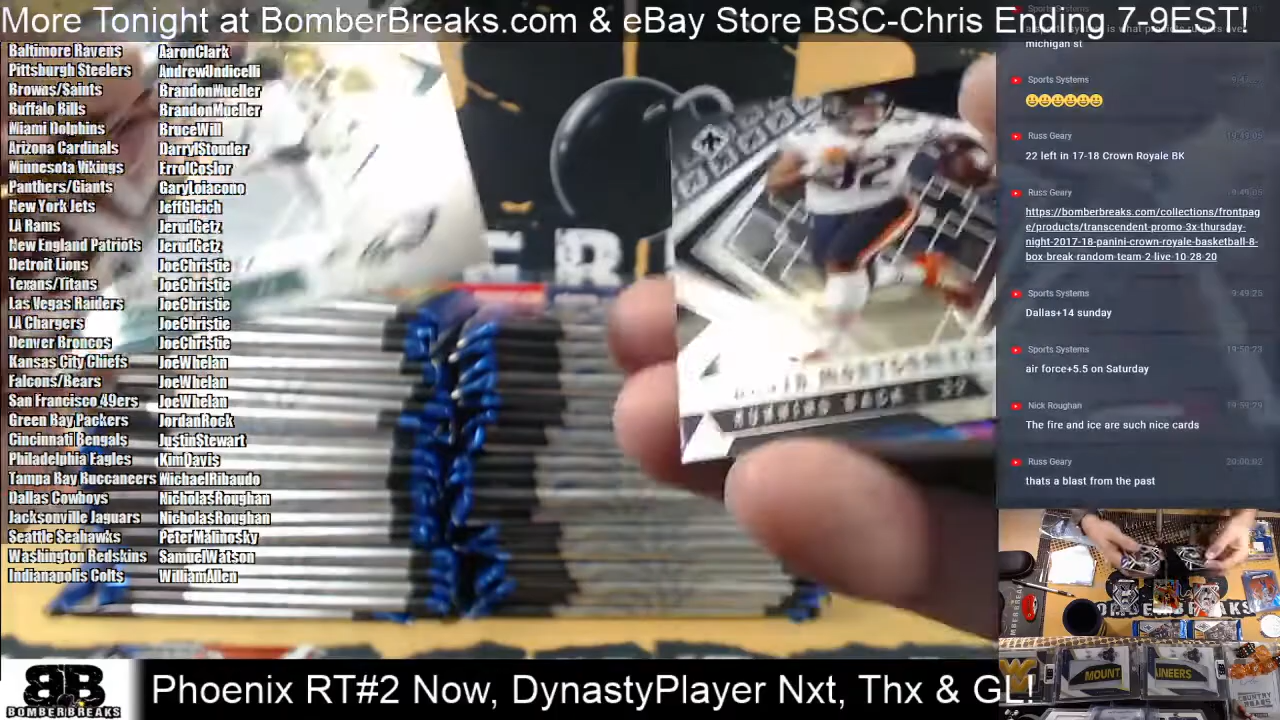 More Tonight at BomberBreaks.com & eBay Store BSC-Chris Ending 7-9EST!
Baltimore Ravens AaronClark
Pittsburgh Steelers AndrewUndicelli
Browns/Saints BrandonMueller
Buffalo Bills BrandonMueller
Miami Dolphins BruceWill
Arizona Cardinals DarrylStouder
Minnesota Vikings ErrolCoslor
Panthers/Giants GaryLoiacono
New York Jets JeffGleich
LA Rams JerudGetz
New England Patriots JerudGetz
Detroit Lions JoeChristie
Texans/Titans JoeChristie
Las Vegas Raiders JoeChristie
LA Chargers JoeChristie
Denver Broncos JoeChristie
Kansas City Chiefs JoeWhelan
Falcons/Bears JoeWhelan
San Francisco 49ers JoeWhelan
Green Bay Packers JordanRock
Cincinnati Bengals JustinStewart
Philadelphia Eagles KimDavis
Tampa Bay Buccaneers MichaelRibaudo
Dallas Cowboys NicholasRoughan
Jacksonville Jaguars NicholasRoughan
Seattle Seahawks PeterMalinosky
Washington Redskins SamuelWatson
Indianapolis Colts WilliamAllen
RUNNING BACK | 32
Sports Systems
michigan st
Sports Systems
Russ Geary
22 left in 17-18 Crown Royale BK
Russ Geary
https://bomberbreaks.com/collections/frontpag
e/products/transcendent-promo-3x-thursday-
night-2017-18-panini-crown-royale-basketball-8-
box-break-random-team-2-live-10-28-20
Sports Systems
Dallas+14 sunday
Sports Systems
air force+5.5 on Saturday
Nick Roughan
The fire and ice are such nice cards
Russ Geary
thats a blast from the past
OMBERBREAKS
MOUNT AINEERS
BB
BOMBERBREAKS
Phoenix RT#2 Now, DynastyPlayer Nxt, Thx & GL!